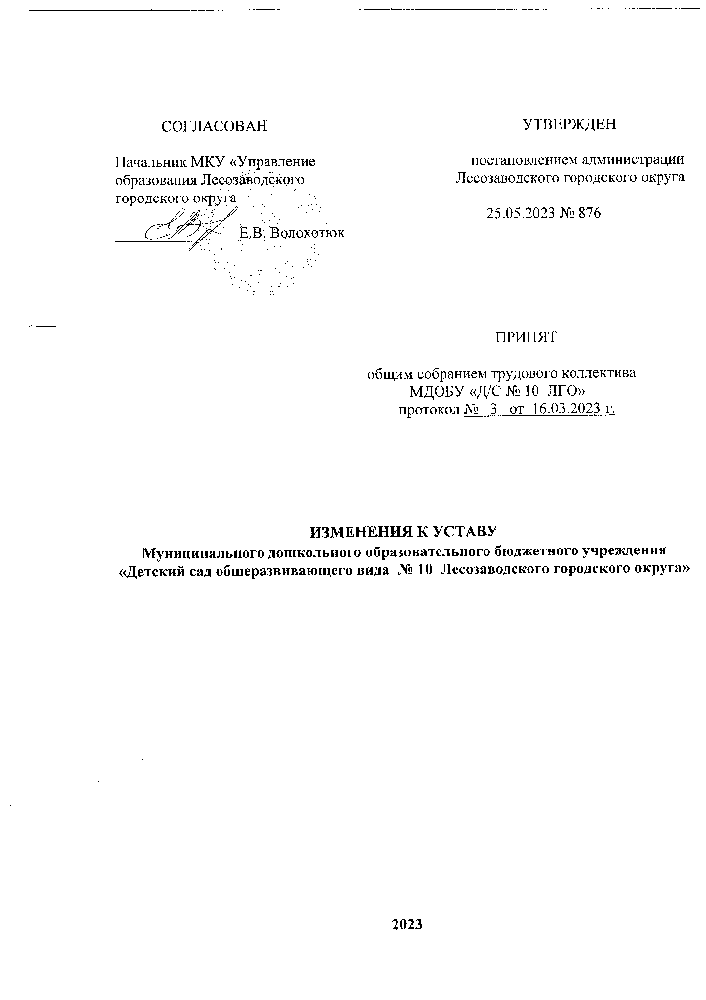 СОГЛАСОВАН
Начальник МКУ «Управление
образования Лесозаводского
городского округа
Е.В. Волохотюк
УТВЕРЖДЕН
постановлением администрации
Лесозаводского городского округа
25.05.2023 № 876
ПРИНЯТ
общим собранием трудового коллектива
МДОБУ «Д/С № 10 ЛГО»
протокол № 3 от 16.03.2023 г.
ИЗМЕНЕНИЯ К УСТАВУ
Муниципального дошкольного образовательного бюджетного учреждения
«Детский сад общеразвивающего вида № 10 Лесозаводского городского округа»
2023